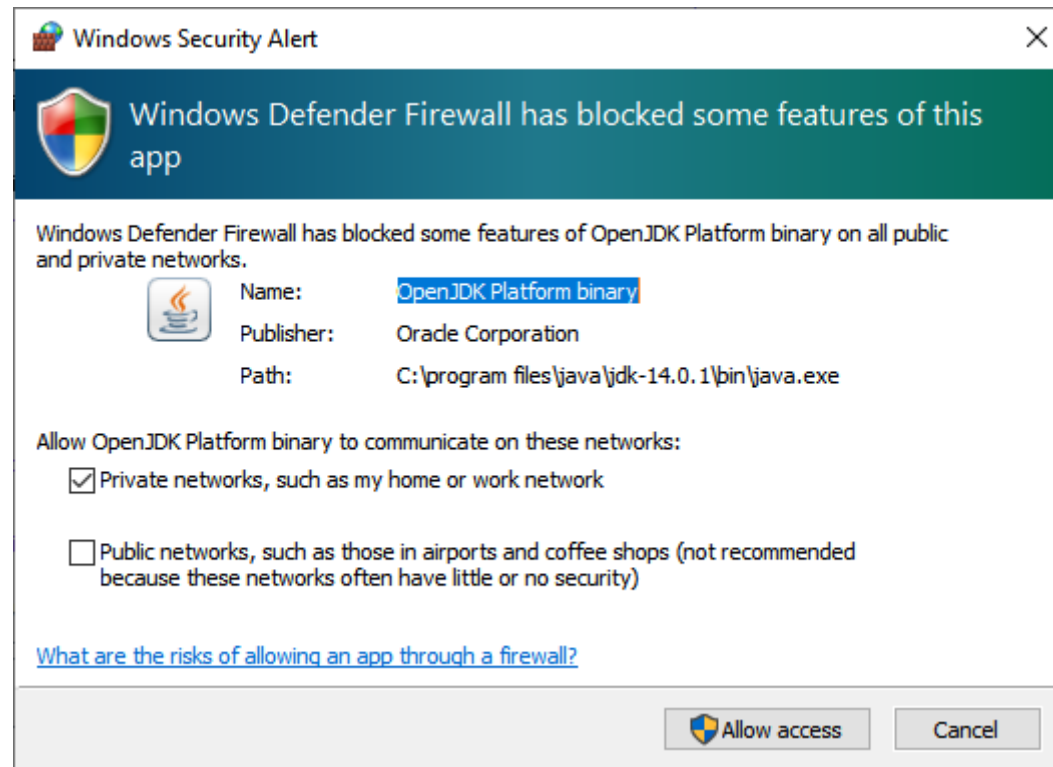 Windows Security Alert
Windows Defender Firewall has blocked some features of this
app
Windows Defender Firewall has blocked some features of OpenJDK Platform binary on all public
and private networks.
Name: OpenJDK Platform binary
Publisher: Oracle Corporation
Path: C:\program files\java\jdk-14.0.1\bin\java.exe
Allow OpenJDK Platform binary to communicate on these networks:
Private networks, such as my home or work network
Public networks, such as those in airports and coffee shops (not recommended
because these networks often have little or no security)
What are the risks of allowing an app through a firewall?
Allow access Cancel